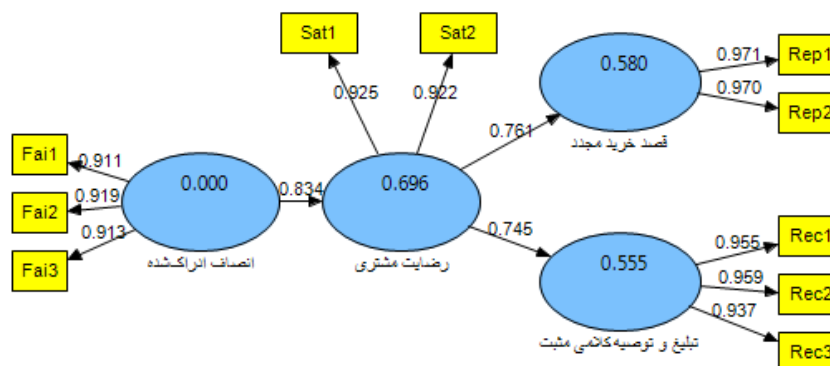 Sat1
Sat2
0.925
0.922
0.580
قصد خرید مجدد
0.971
0.970
Rep1
Rep2
0.761
Fai1
Fai2
Fai3
0.911
0.919
0.913
0.000
انصاف ادراک‌شده
0.834
0.696
رضایت مشتری
0.745
0.555
تبلیغ و توصیه کلامی مثبت
0.955
0.959
0.937
Rec1
Rec2
Rec3